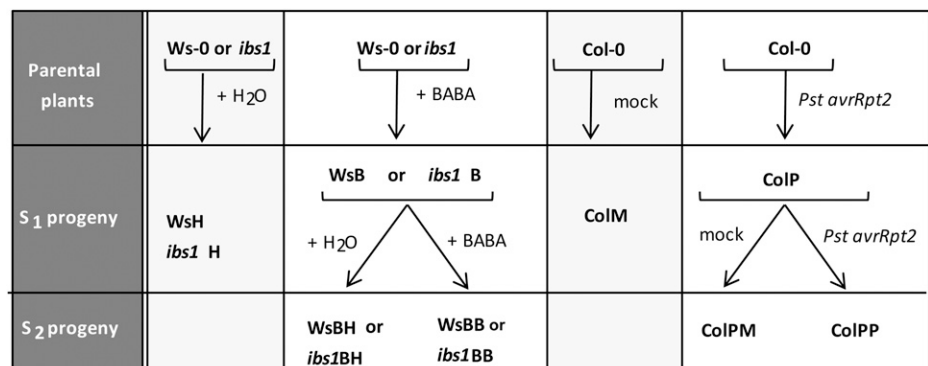 Parental plants
Ws-0 or ibs1
+ H2O
Ws-0 or ibs1
+ BABA
Col-0
mock
Col-0
Pst avrRpt2
S1 progeny
WsH
ibs1 H
WsB or ibs1 B
+ H2O
+ BABA
ColM
ColP
mock
Pst avrRpt2
S2 progeny
WsBH or
ibs1BH
WsBB or
ibs1BB
ColPM
ColPP